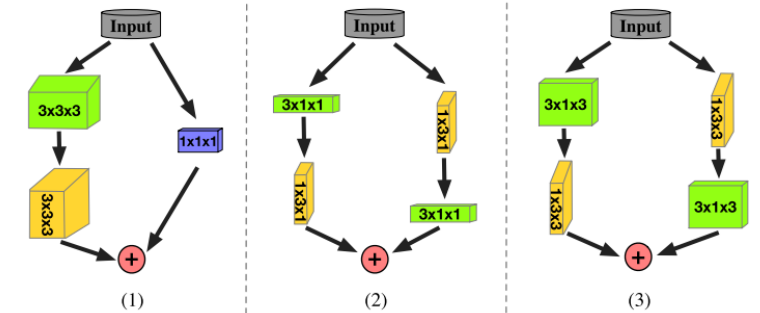 Input
3x3x3
1x1x1
3x3x3
+
(1)
Input
3x1x1
1x3x1
1x3x1
3x1x1
+
(2)
Input
3x1x3
1x3x3
1x3x3
3x1x3
+
(3)